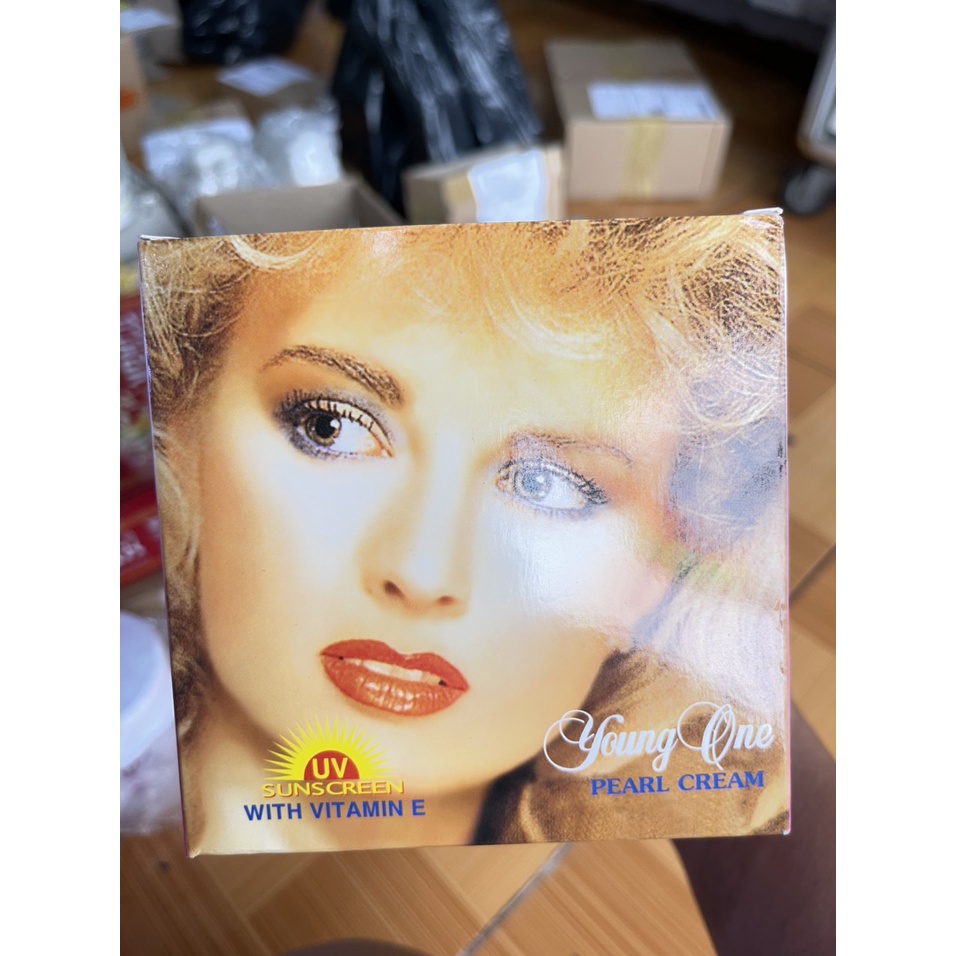 UV
SUNSCREEN
WITH VITAMIN E
Young One
PEARL CREAM